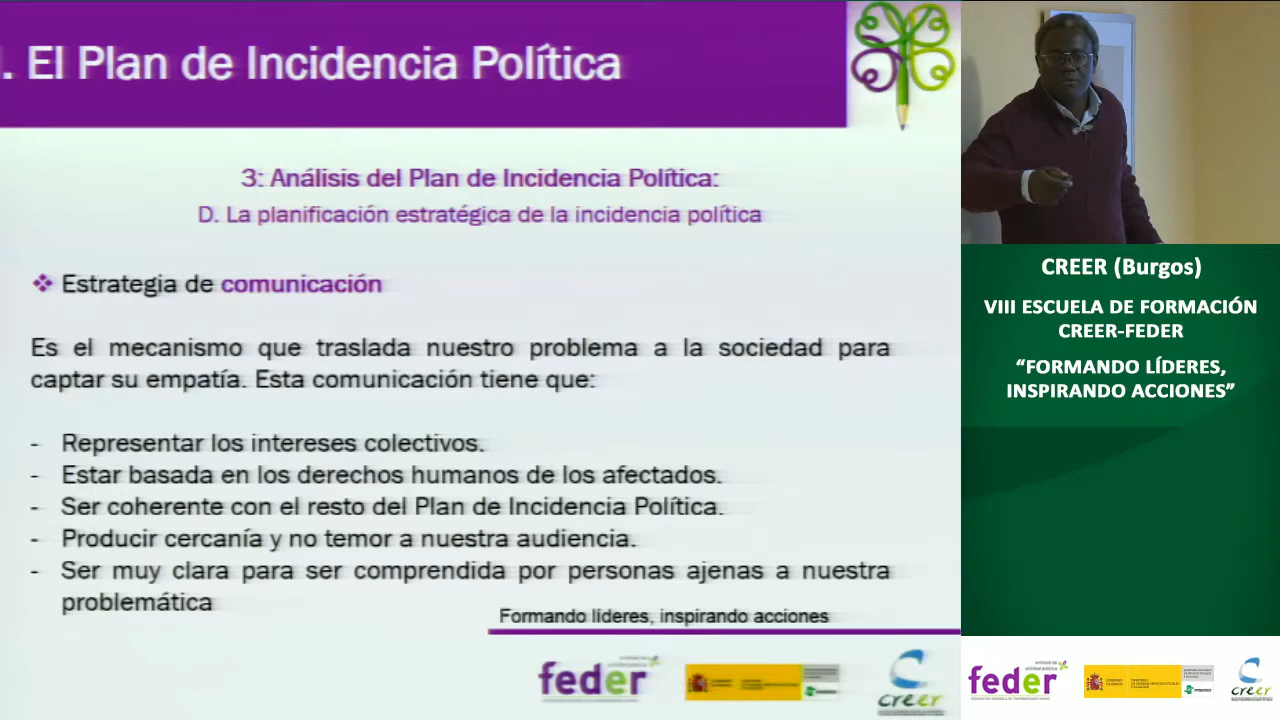 . El Plan de Incidencia Política
3: Análisis del Plan de Incidencia Política:
D. La planificación estratégica de la incidencia política
❖ Estrategia de comunicación
Es el mecanismo que traslada nuestro problema a la sociedad para
captar su empatía. Esta comunicación tiene que:
- Representar los intereses colectivos.
- Estar basada en los derechos humanos de los afectados.
- Ser coherente con el resto del Plan de Incidencia Política.
- Producir cercanía y no temor a nuestra audiencia.
- Ser muy clara para ser comprendida por personas ajenas a nuestra
problemática
Formando líderes, inspirando acciones
feder
creer
CREER (Burgos)
VIII ESCUELA DE FORMACIÓN
CREER-FEDER
“FORMANDO LÍDERES,
INSPIRANDO ACCIONES”
feder
creer